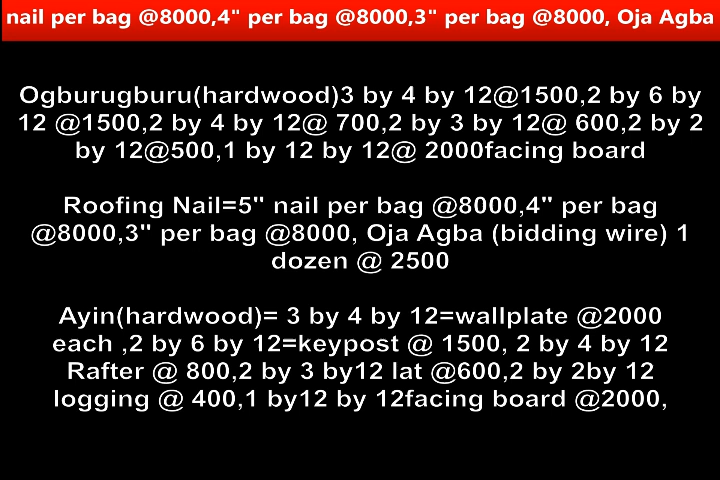 nail per bag @8000,4" per bag @8000,3" per bag @8000, Oja Agba
Ogburugburu(hardwood)3 by 4 by 12@1500,2 by 6 by
12 @1500,2 by 4 by 12@ 700,2 by 3 by 12@ 600,2 by 2
by 12@500,1 by 12 by 12@ 2000facing board
Roofing Nail=5" nail per bag @8000,4" per bag
@8000,3" per bag @8000, Oja Agba (bidding wire) 1
dozen @ 2500
Ayin(hardwood)= 3 by 4 by 12=wallplate @2000
each ,2 by 6 by 12=keypost @ 1500, 2 by 4 by 12
Rafter @ 800,2 by 3 by12 lat @600,2 by 2by 12
logging @ 400,1 by12 by 12facing board @2000,